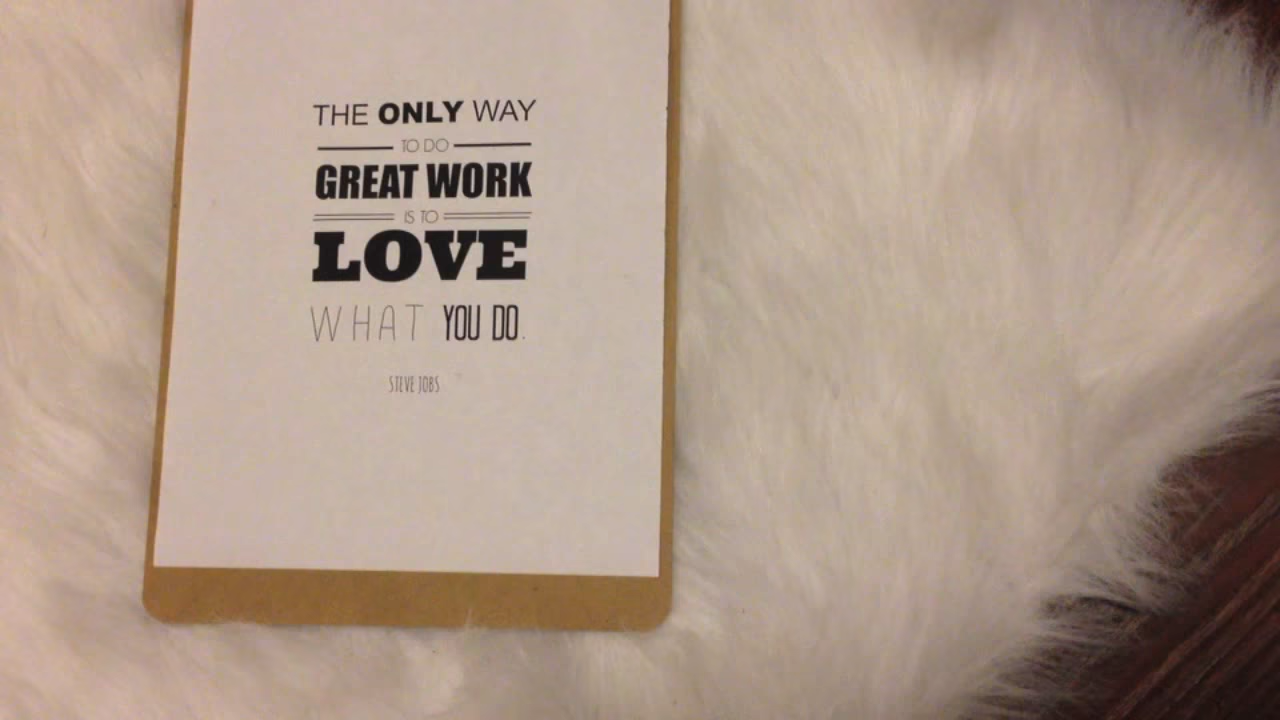 THE ONLY WAY
TO DO
GREAT WORK
IS TO
LOVE
WHAT YOU DO.
STEVE JOBS